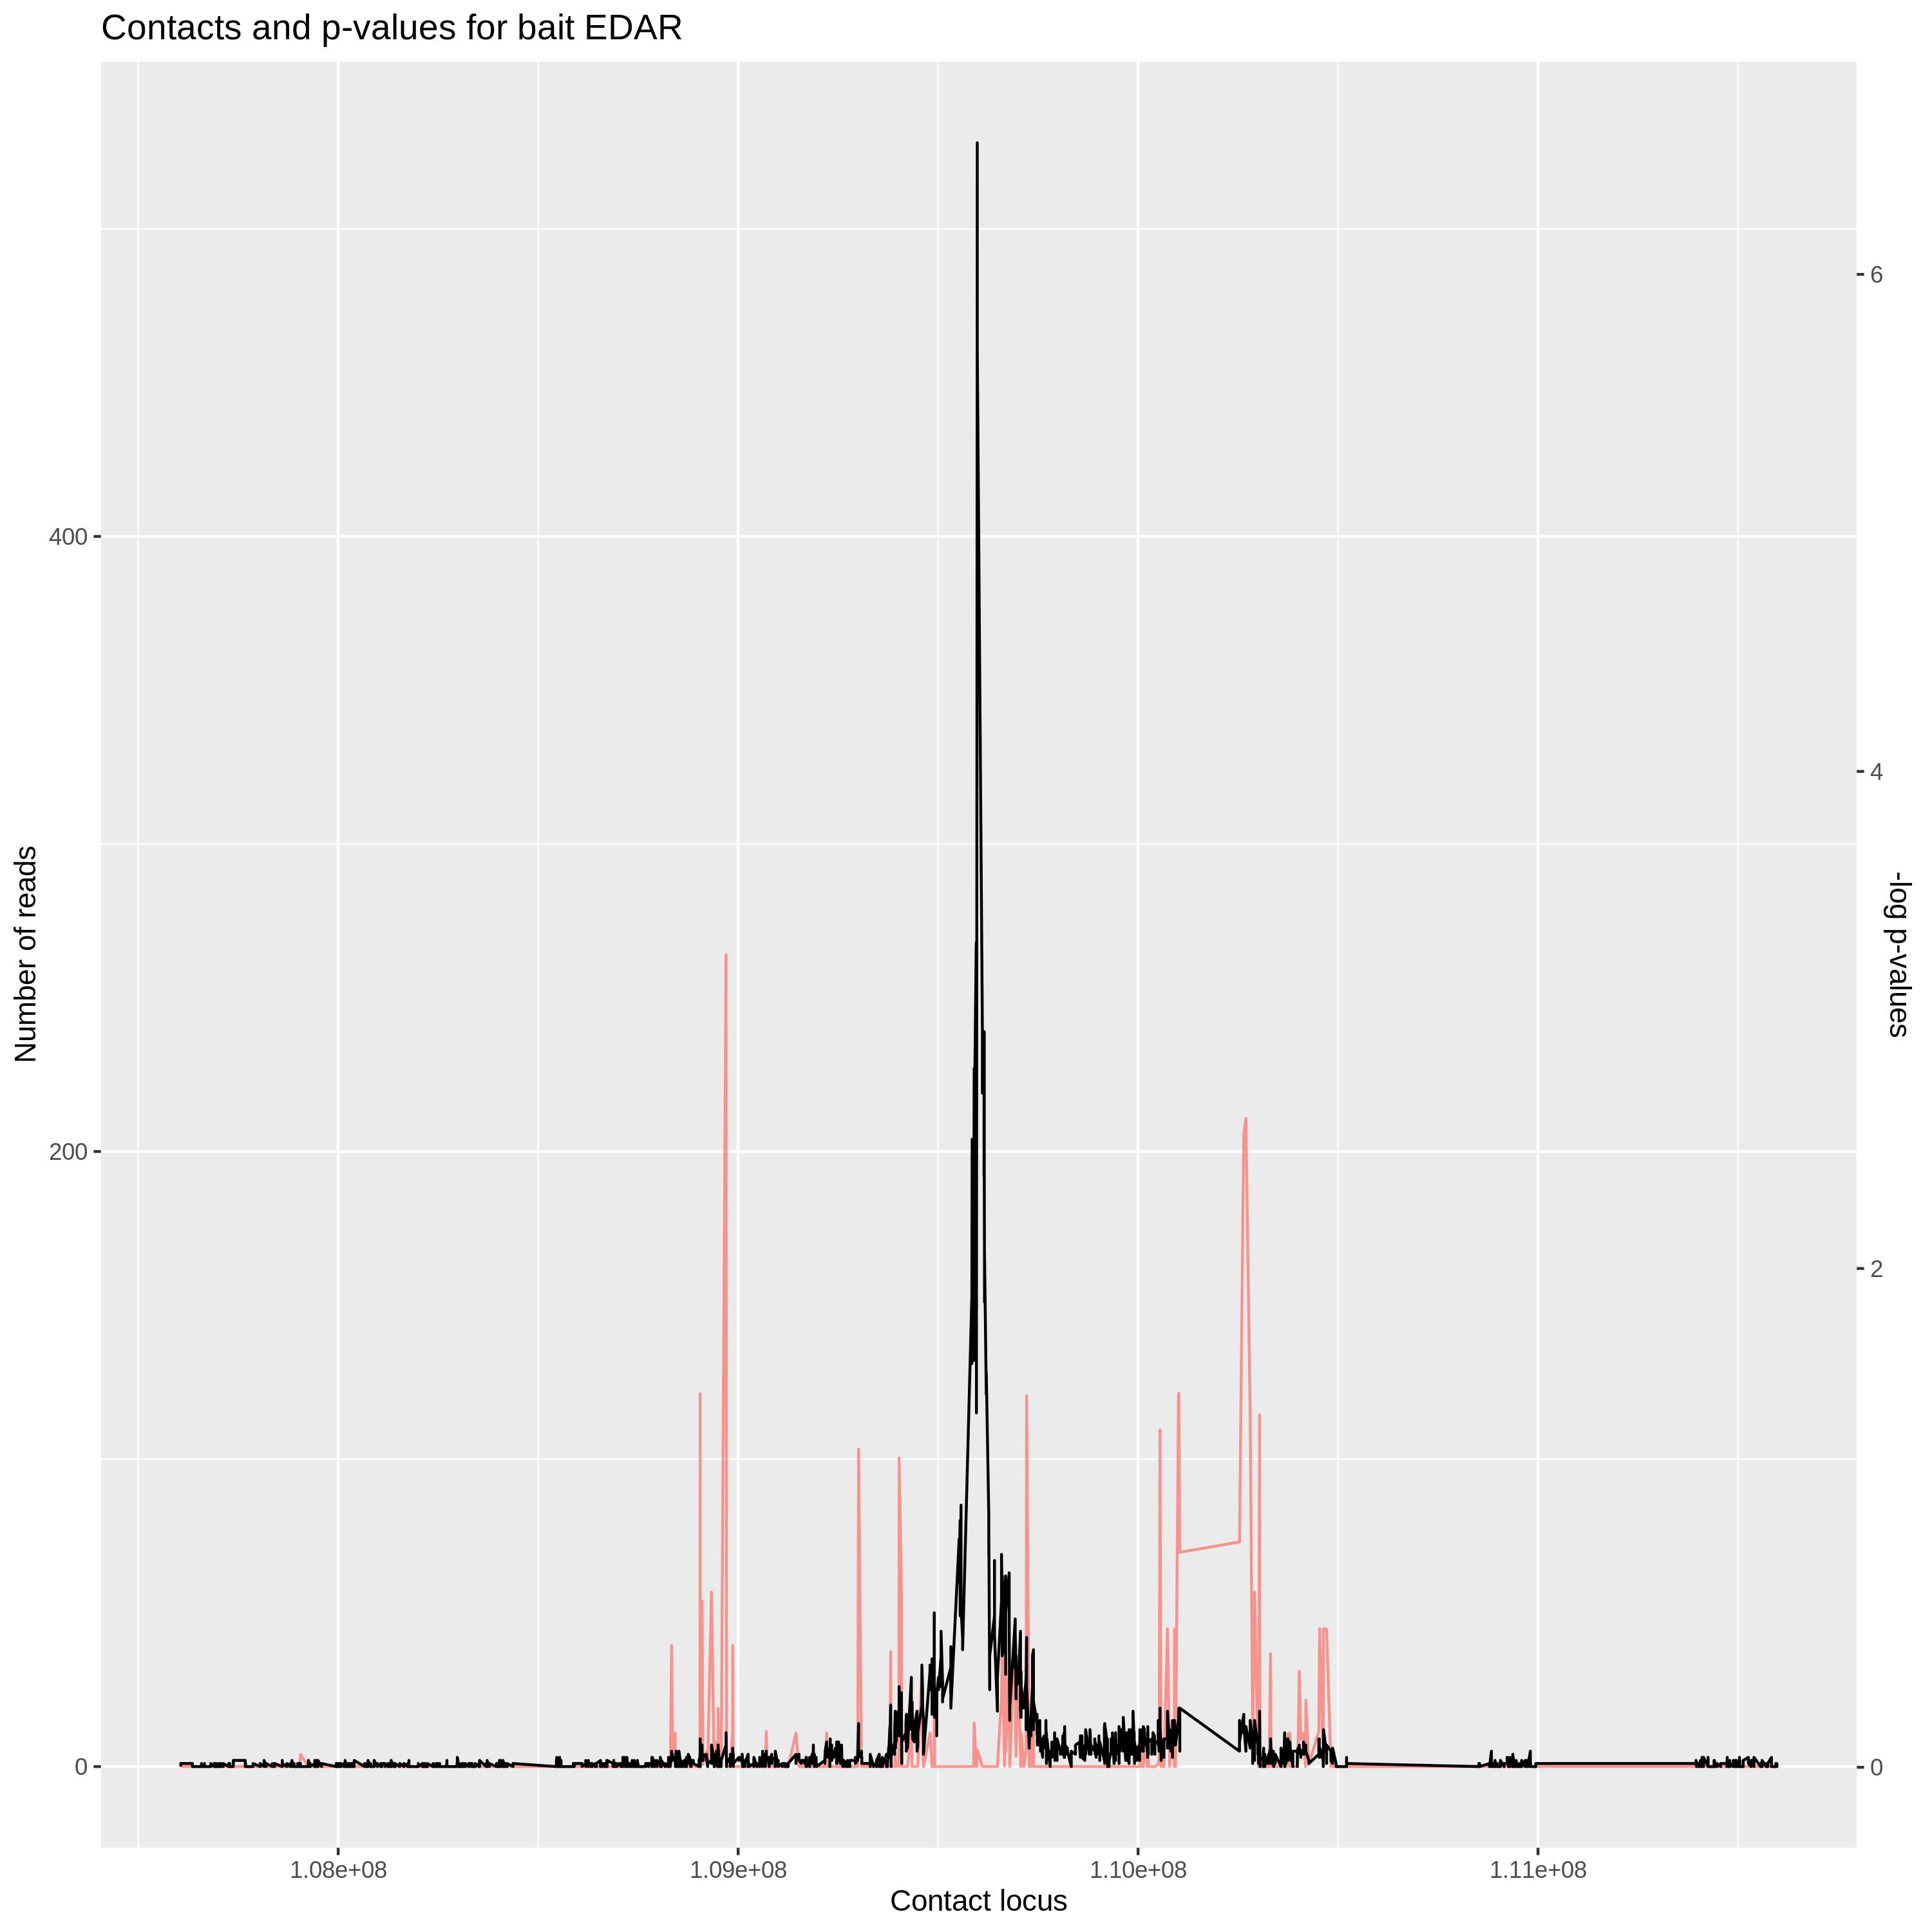 Contacts and p-values for bait EDAR
Number of reads
400
200
0
6
4
2
0
-log p-values
1.08e+08
1.09e+08
1.10e+08
1.11e+08
Contact locus